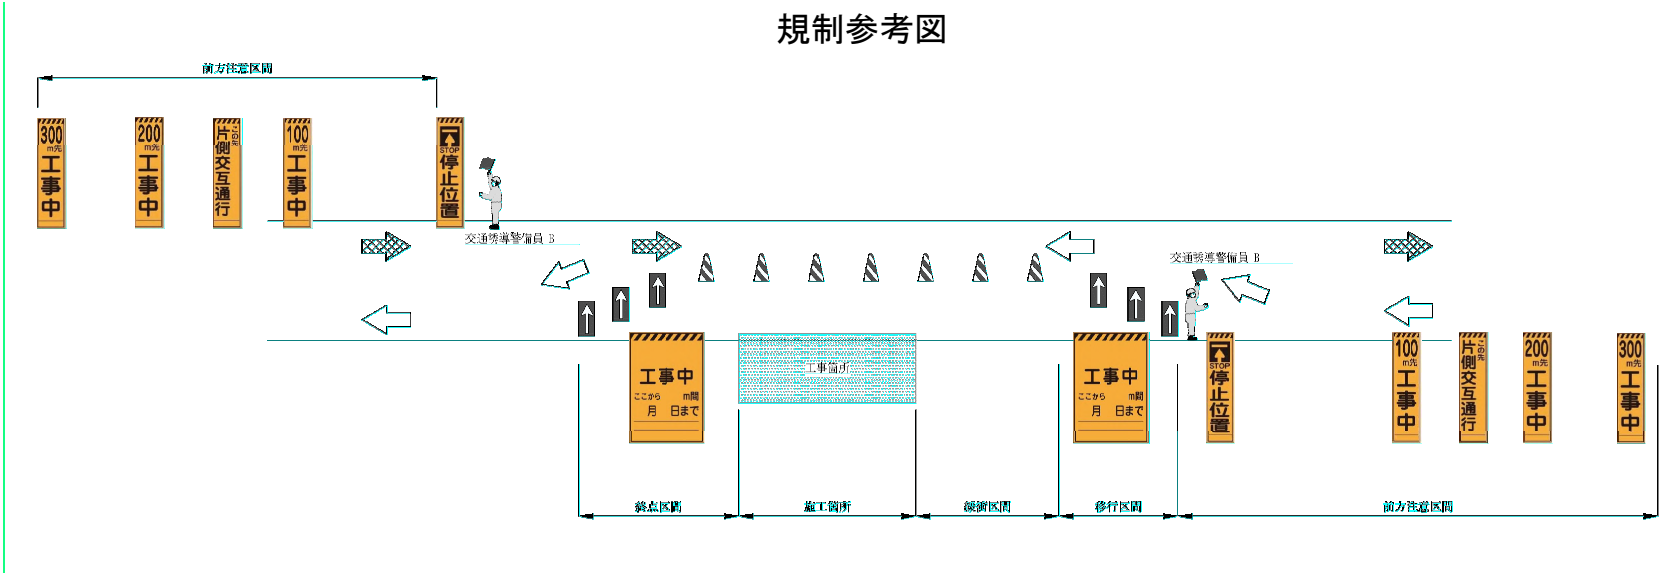 規制参考図
前方注意区間
300
m先
工事中
200
m先
工事中
この先
片側交互通行
100
m先
工事中
STOP
停止位置
交通誘導警備員 B
交通誘導警備員 B
工事中
ここから m間
月 日まで
工事箇所
工事中
ここから m間
月 日まで
STOP
停止位置
100
m先
工事中
この先
片側交互通行
200
m先
工事中
300
m先
工事中
終点区間
施工箇所
緩衝区間
移行区間
前方注意区間